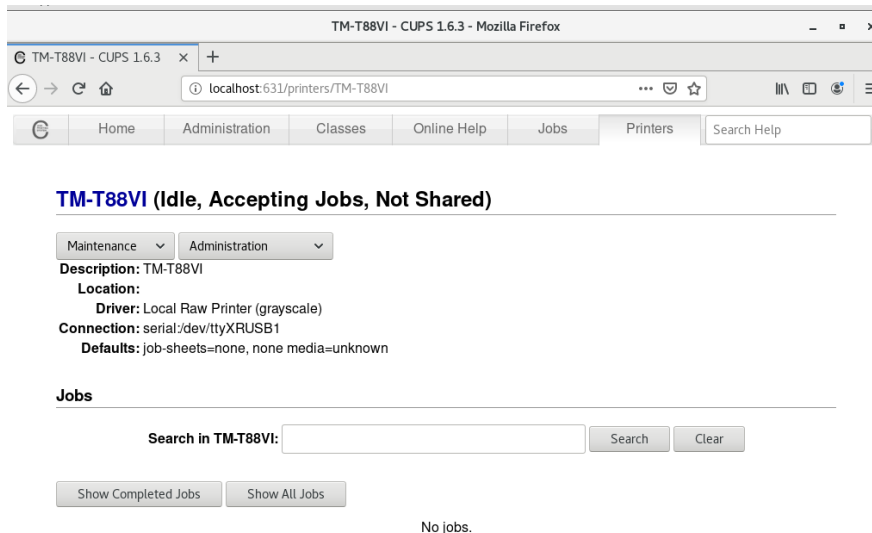 TM-T88VI - CUPS 1.6.3 - Mozilla Firefox
TM-T88VI - CUPS 1.6.3
localhost:631/printers/TM-T88VI
Home Administration Classes Online Help Jobs Printers Search Help
TM-T88VI (Idle, Accepting Jobs, Not Shared)
Maintenance Administration
Description: TM-T88VI
Location:
Driver: Local Raw Printer (grayscale)
Connection: serial:/dev/ttyXRUSB1
Defaults: job-sheets=none, none media=unknown
Jobs
Search in TM-T88VI: Search Clear
Show Completed Jobs Show All Jobs
No jobs.